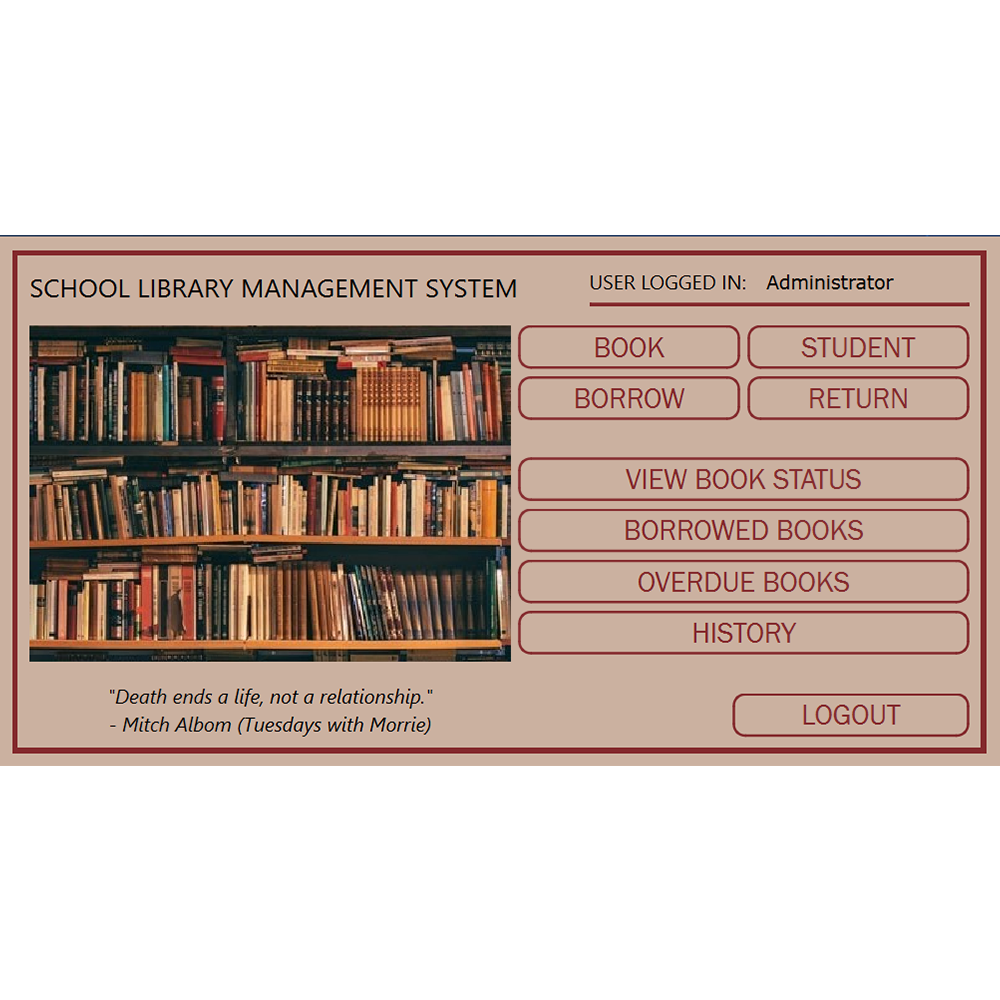 SCHOOL LIBRARY MANAGEMENT SYSTEM
USER LOGGED IN: Administrator
BOOK
STUDENT
BORROW
RETURN
VIEW BOOK STATUS
BORROWED BOOKS
OVERDUE BOOKS
HISTORY
"Death ends a life, not a relationship."
- Mitch Albom (Tuesdays with Morrie)
LOGOUT